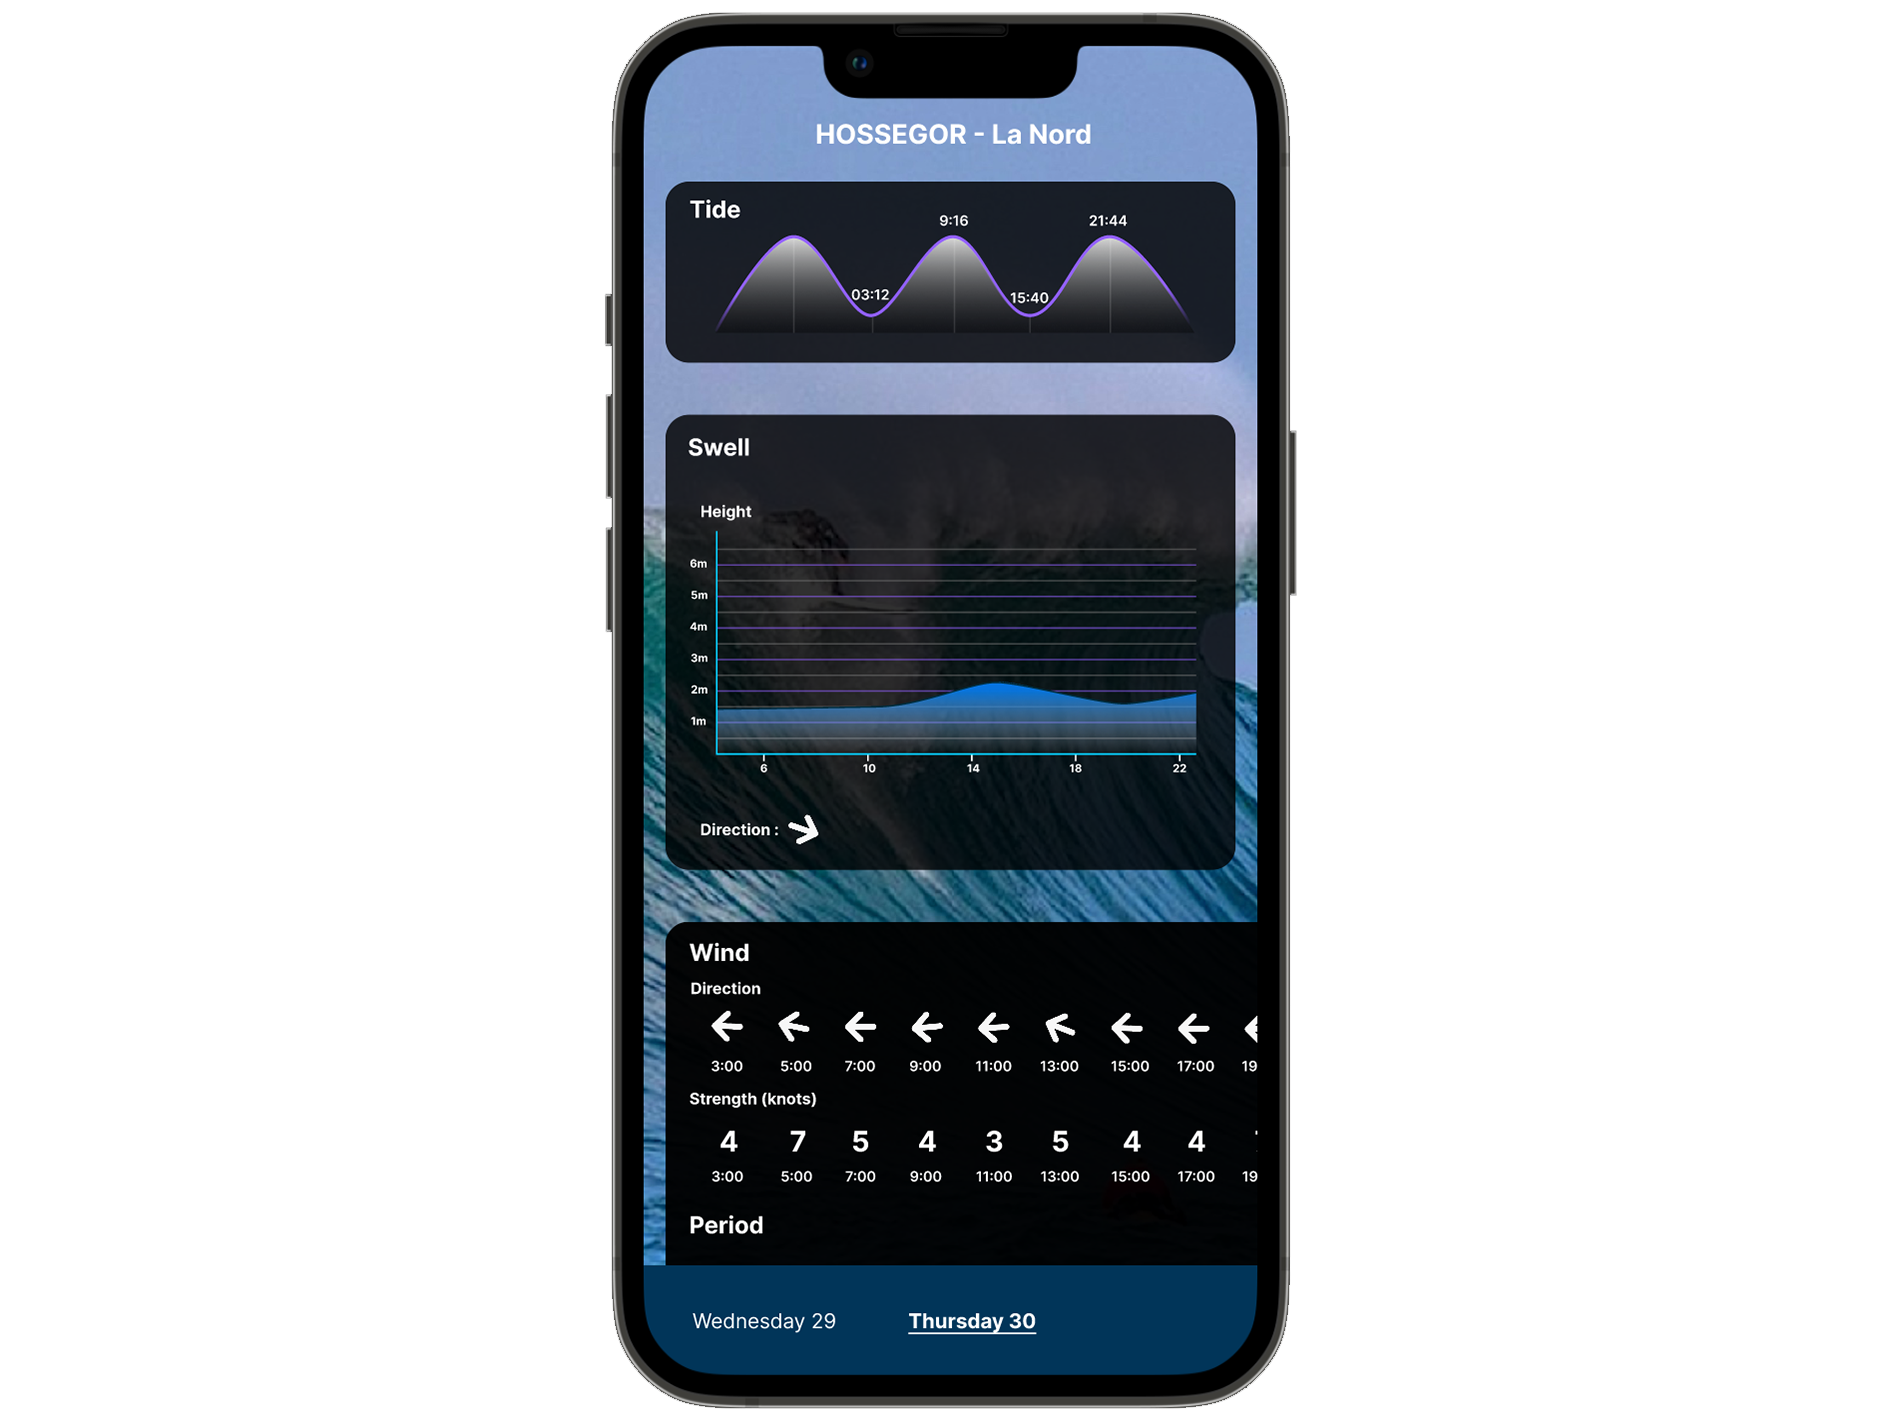 HOSSEGOR - La Nord
Tide
9:16 21:44
03:12 15:40
Swell
Height
6m
5m
4m
3m
2m
1m
6 10 14 18 22
Direction :
Wind
Direction
3:00 5:00 7:00 9:00 11:00 13:00 15:00 17:00 19
Strength (knots)
4 7 5 4 3 5 4 4
3:00 5:00 7:00 9:00 11:00 13:00 15:00 17:00 19
Period
Wednesday 29 Thursday 30